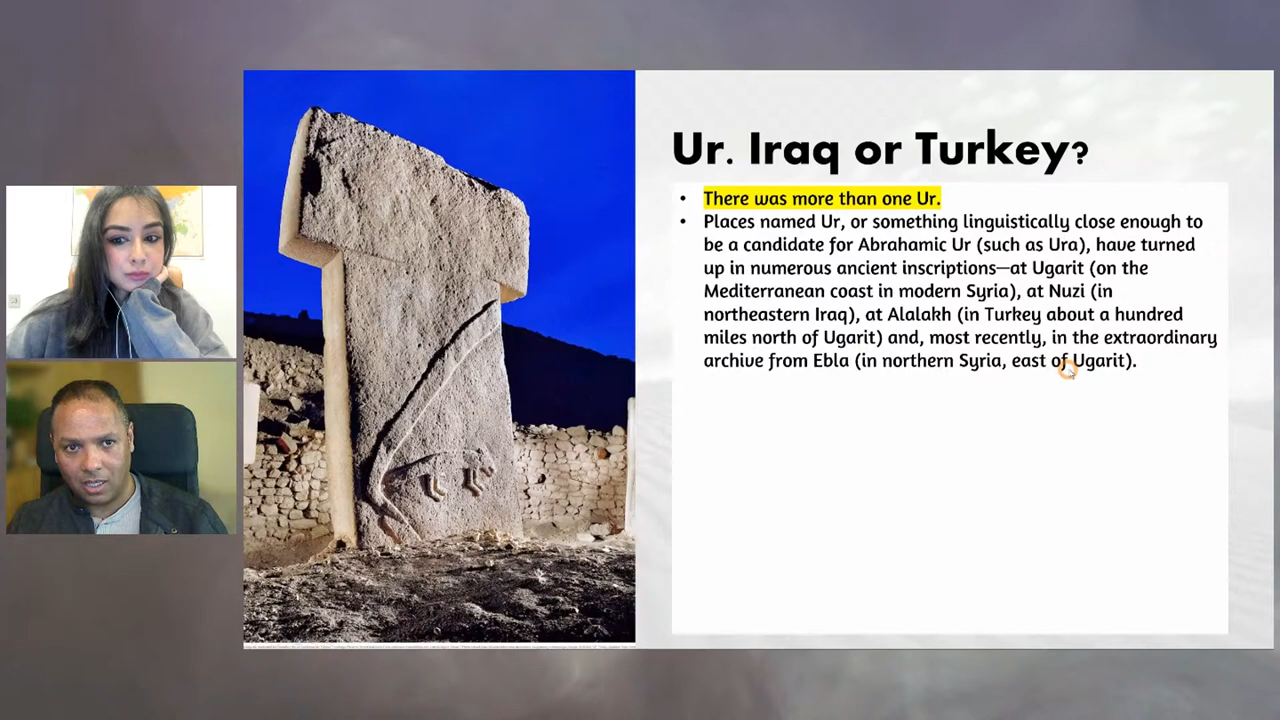 Ur. Iraq or Turkey?
• There was more than one Ur.
• Places named Ur, or something linguistically close enough to
be a candidate for Abrahamic Ur (such as Ura), have turned
up in numerous ancient inscriptions—at Ugarit (on the
Mediterranean coast in modern Syria), at Nuzi (in
northeastern Iraq), at Alalakh (in Turkey about a hundred
miles north of Ugarit) and, most recently, in the extraordinary
archive from Ebla (in northern Syria, east of Ugarit).